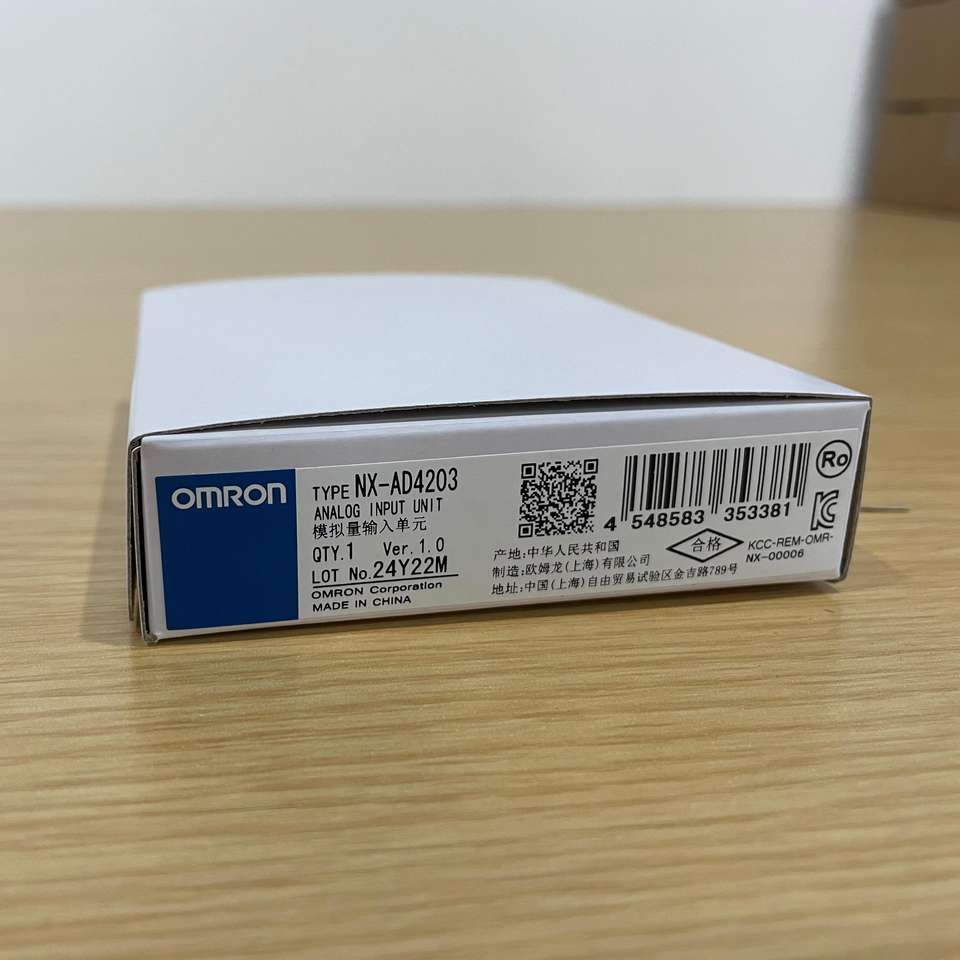 OMRON
TYPE NX-AD4203
ANALOG INPUT UNIT
模拟量输入单元
QTY.1 Ver.1.0
LOT No.24Y22M
OMRON Corporation
MADE IN CHINA
4 548583 353381
产地:中华人民共和国
制造:欧姆龙(上海)有限公司
地址:中国(上海)自由贸易试验区金吉路789号
合格
Ro
KCC-REM-OMR-
NX-00006